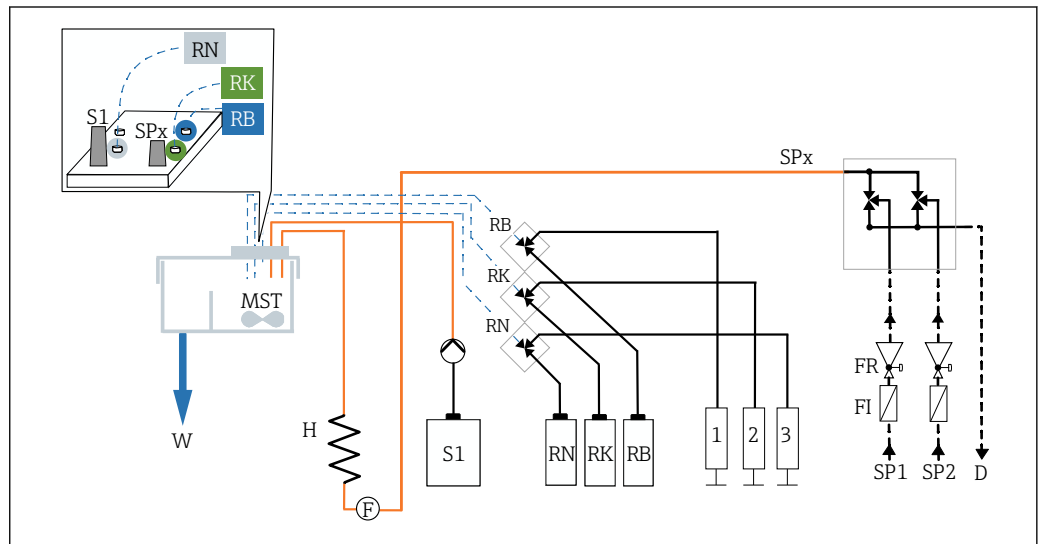 RN
RK
RB
S1
SPx
SPx
RB
RK
RN
MST
W
H
F
S1
RN
RK
RB
1
2
3
FR
FI
SP1
SP2
D